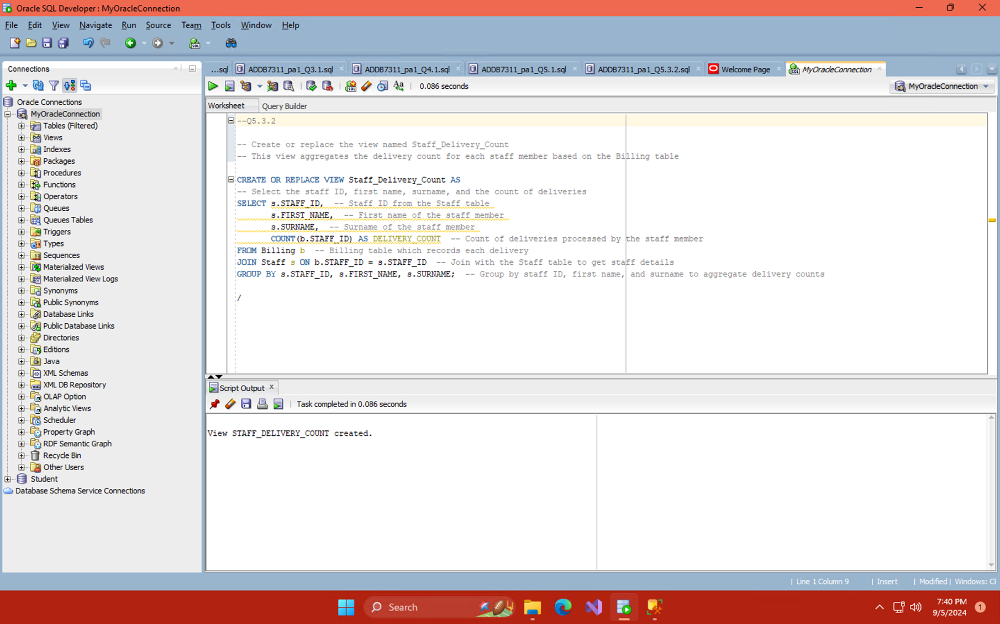 Oracle SQL Developer : MyOracleConnection
File Edit View Navigate Run Source Team Tools Window Help
Connections
Oracle Connections
MyOracleConnection
Tables (Filtered)
Views
Indexes
Packages
Procedures
Functions
Operators
Queues
Queues Tables
Triggers
Types
Sequences
Materialized Views
Materialized View Logs
Synonyms
Public Synonyms
Database Links
Public Database Links
Directories
Editions
Java
XML Schemas
XML DB Repository
OLAP Option
Analytic Views
Scheduler
Property Graph
RDF Semantic Graph
Recycle Bin
Other Users
Student
Database Schema Service Connections
...sql ADDB7311_pa1_Q3.1.sql ADDB7311_pa1_Q4.1.sql ADDB7311_pa1_Q5.1.sql ADDB7311_pa1_Q5.3.2.sql Welcome Page MyOracleConnection
0.086 seconds MyOracleConnection
Worksheet Query Builder
--Q5.3.2
-- Create or replace the view named Staff_Delivery_Count
-- This view aggregates the delivery count for each staff member based on the Billing table
CREATE OR REPLACE VIEW Staff_Delivery_Count AS
-- Select the staff ID, first name, surname, and the count of deliveries
SELECT s.STAFF_ID,  -- Staff ID from the Staff table
       s.FIRST_NAME,  -- First name of the staff member
       s.SURNAME,  -- Surname of the staff member
       COUNT(b.STAFF_ID) AS DELIVERY_COUNT  -- Count of deliveries processed by the staff member
FROM Billing b  -- Billing table which records each delivery
JOIN Staff s ON b.STAFF_ID = s.STAFF_ID  -- Join with the Staff table to get staff details
GROUP BY s.STAFF_ID, s.FIRST_NAME, s.SURNAME;  -- Group by staff ID, first name, and surname to aggregate delivery counts
/
Script Output
Task completed in 0.086 seconds
View STAFF_DELIVERY_COUNT created.
Line 1 Column 9 | Insert | Modified | Windows: CF
Search
7:40 PM
9/5/2024
1